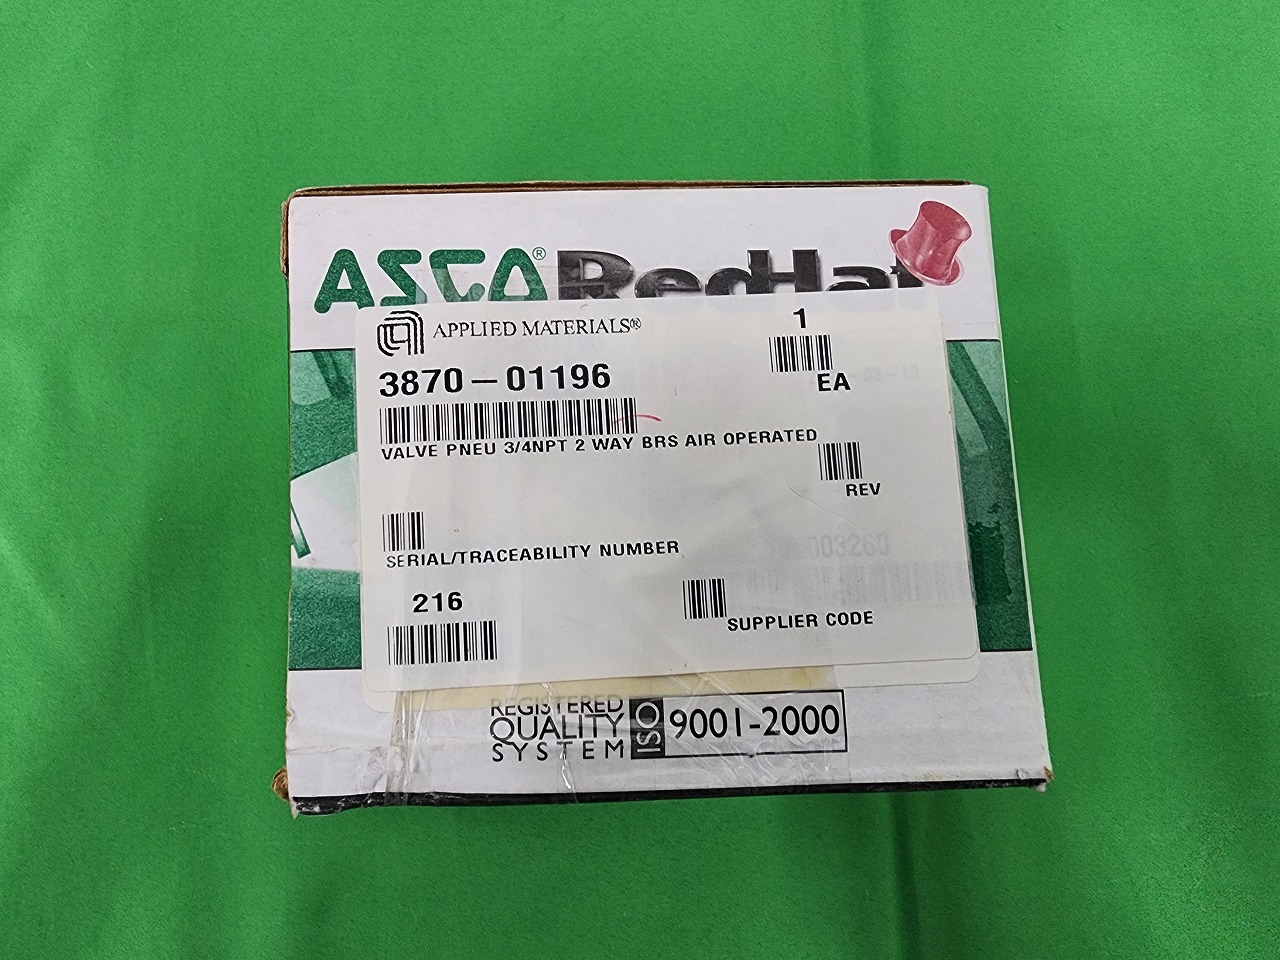 ASCO® RedHat
APPLIED MATERIALS®
1
3870-01196
EA
VALVE PNEU 3/4NPT 2 WAY BRS AIR OPERATED
REV
SERIAL/TRACEABILITY NUMBER
003260
216
SUPPLIER CODE
REGISTERED
QUALITY
SYSTEM
ISO 9001-2000